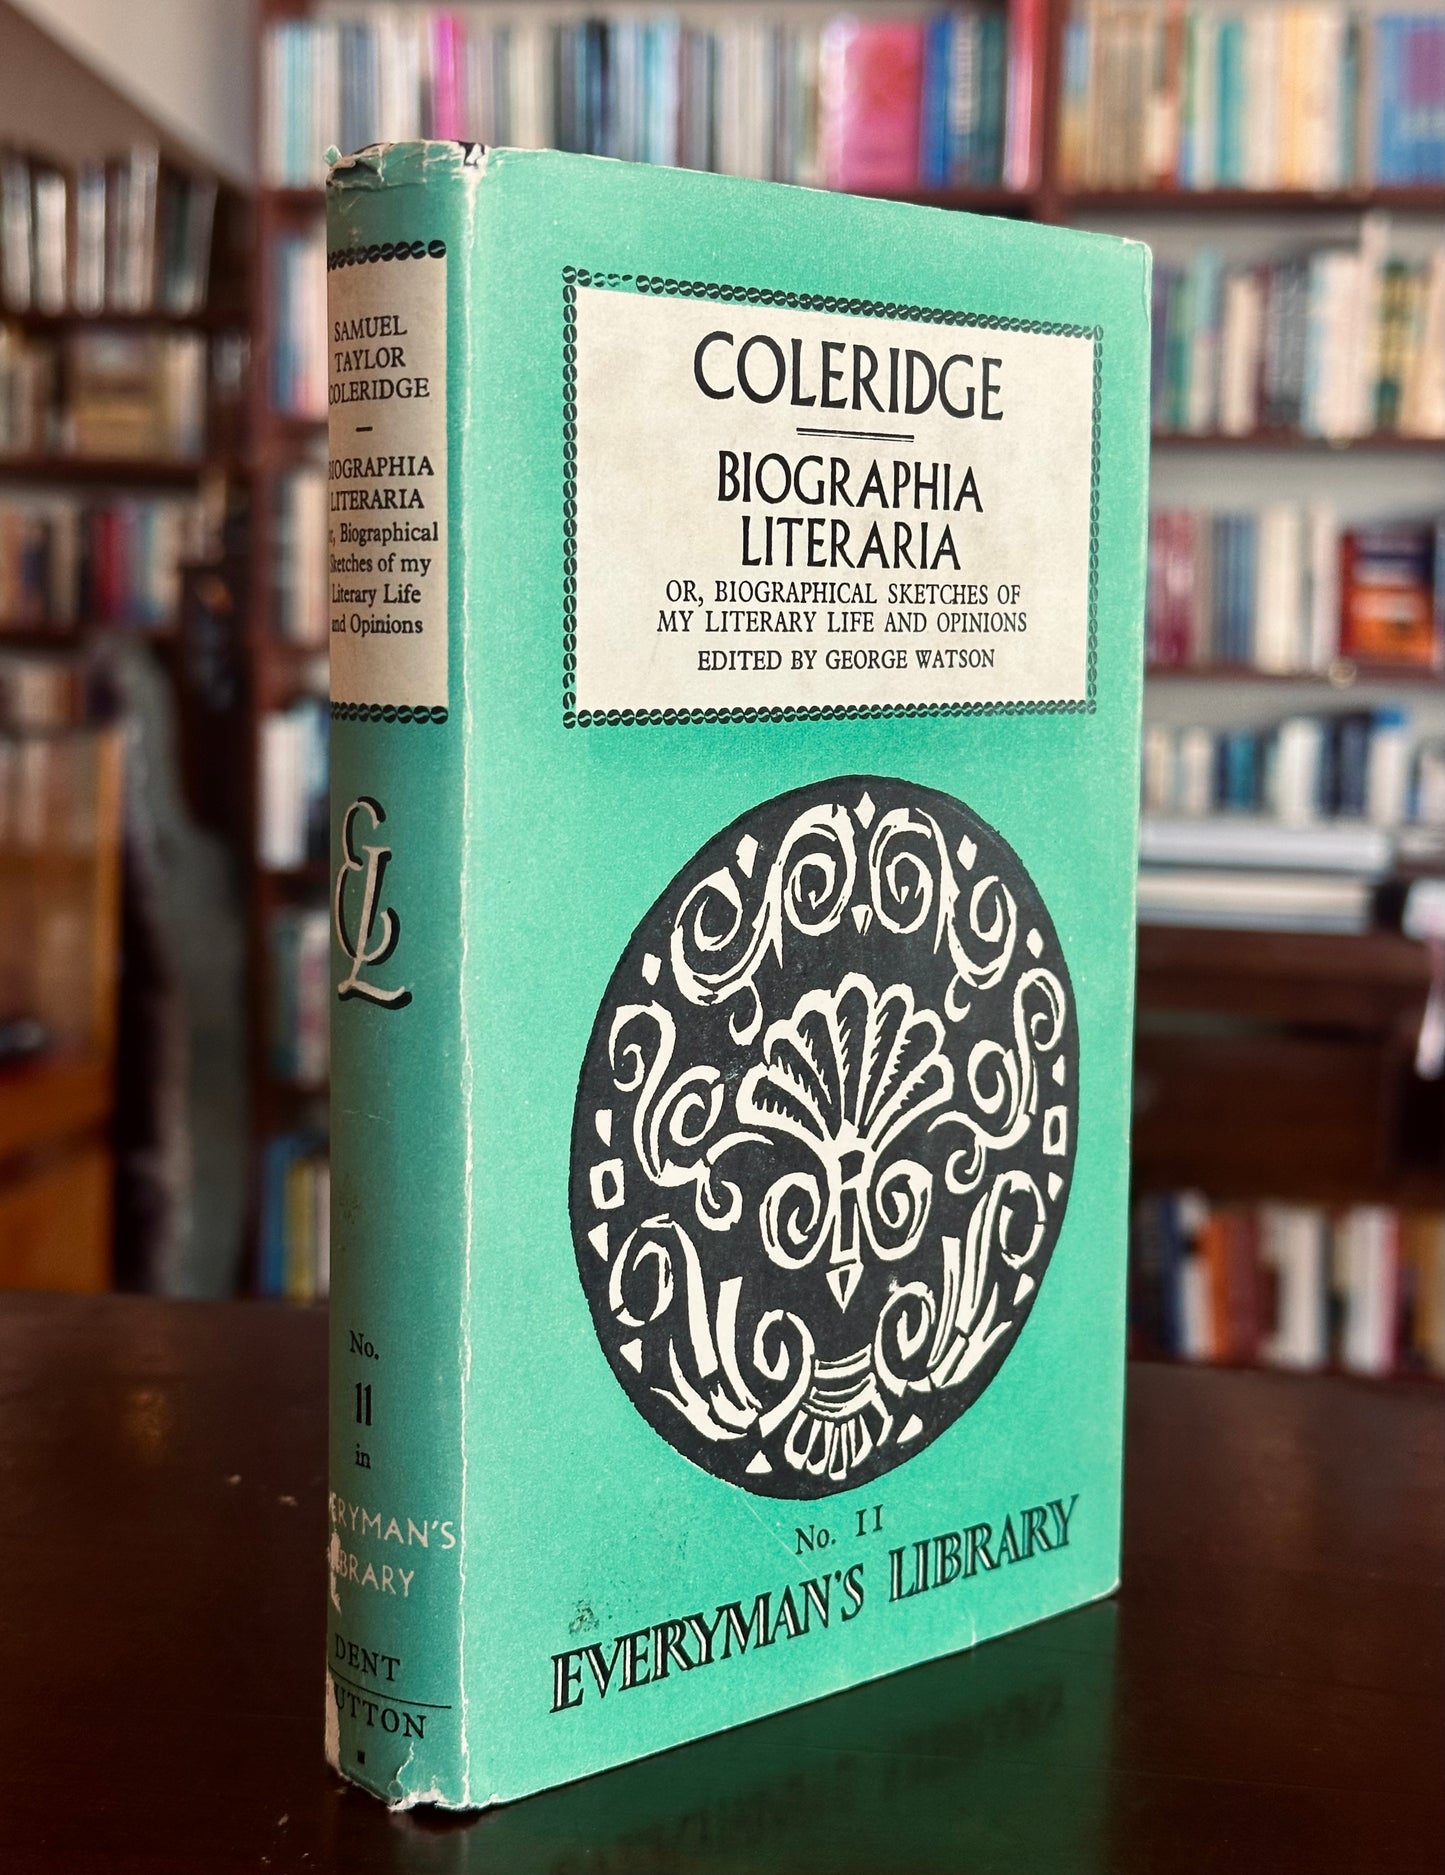 SAMUEL
TAYLOR
COLERIDGE
—
BIOGRAPHIA
LITERARIA
or, Biographical
Sketches of my
Literary Life
and Opinions
EL
No.
11
in
EVERYMAN'S
LIBRARY
DENT
DUTTON
COLERIDGE
BIOGRAPHIA
LITERARIA
OR, BIOGRAPHICAL SKETCHES OF
MY LITERARY LIFE AND OPINIONS
EDITED BY GEORGE WATSON
No. 11
EVERYMAN'S LIBRARY